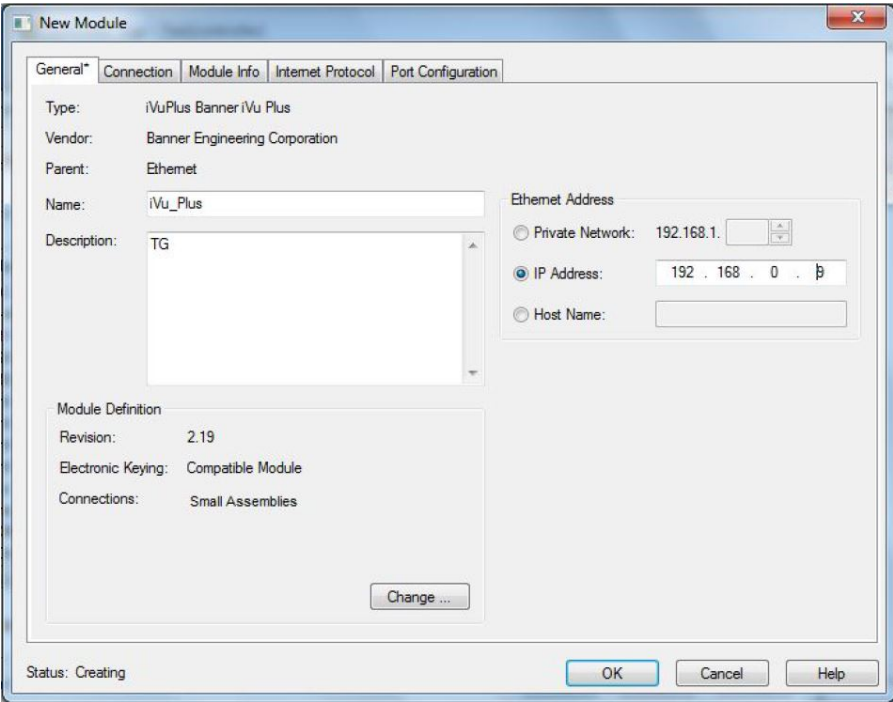 New Module
General* Connection Module Info Internet Protocol Port Configuration
Type: iVuPlus Banner iVu Plus
Vendor: Banner Engineering Corporation
Parent: Ethernet
Name: iVu_Plus
Description: TG
Ethernet Address
Private Network: 192.168.1.
IP Address: 192 . 168 . 0 . 9
Host Name:
Module Definition
Revision: 2.19
Electronic Keying: Compatible Module
Connections: Small Assemblies
Change ...
Status: Creating
OK Cancel Help